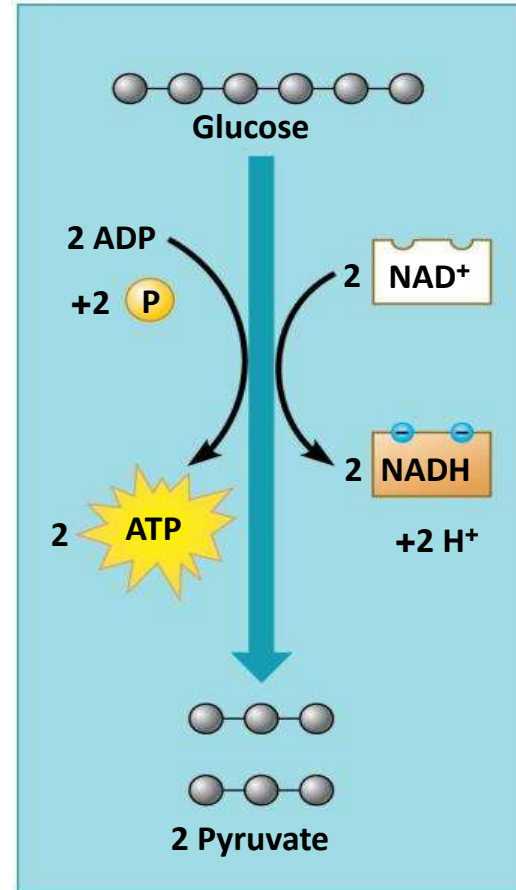 Glucose
2 ADP
+2 P
2 NAD⁺
2 NADH
+2 H⁺
2 ATP
2 Pyruvate